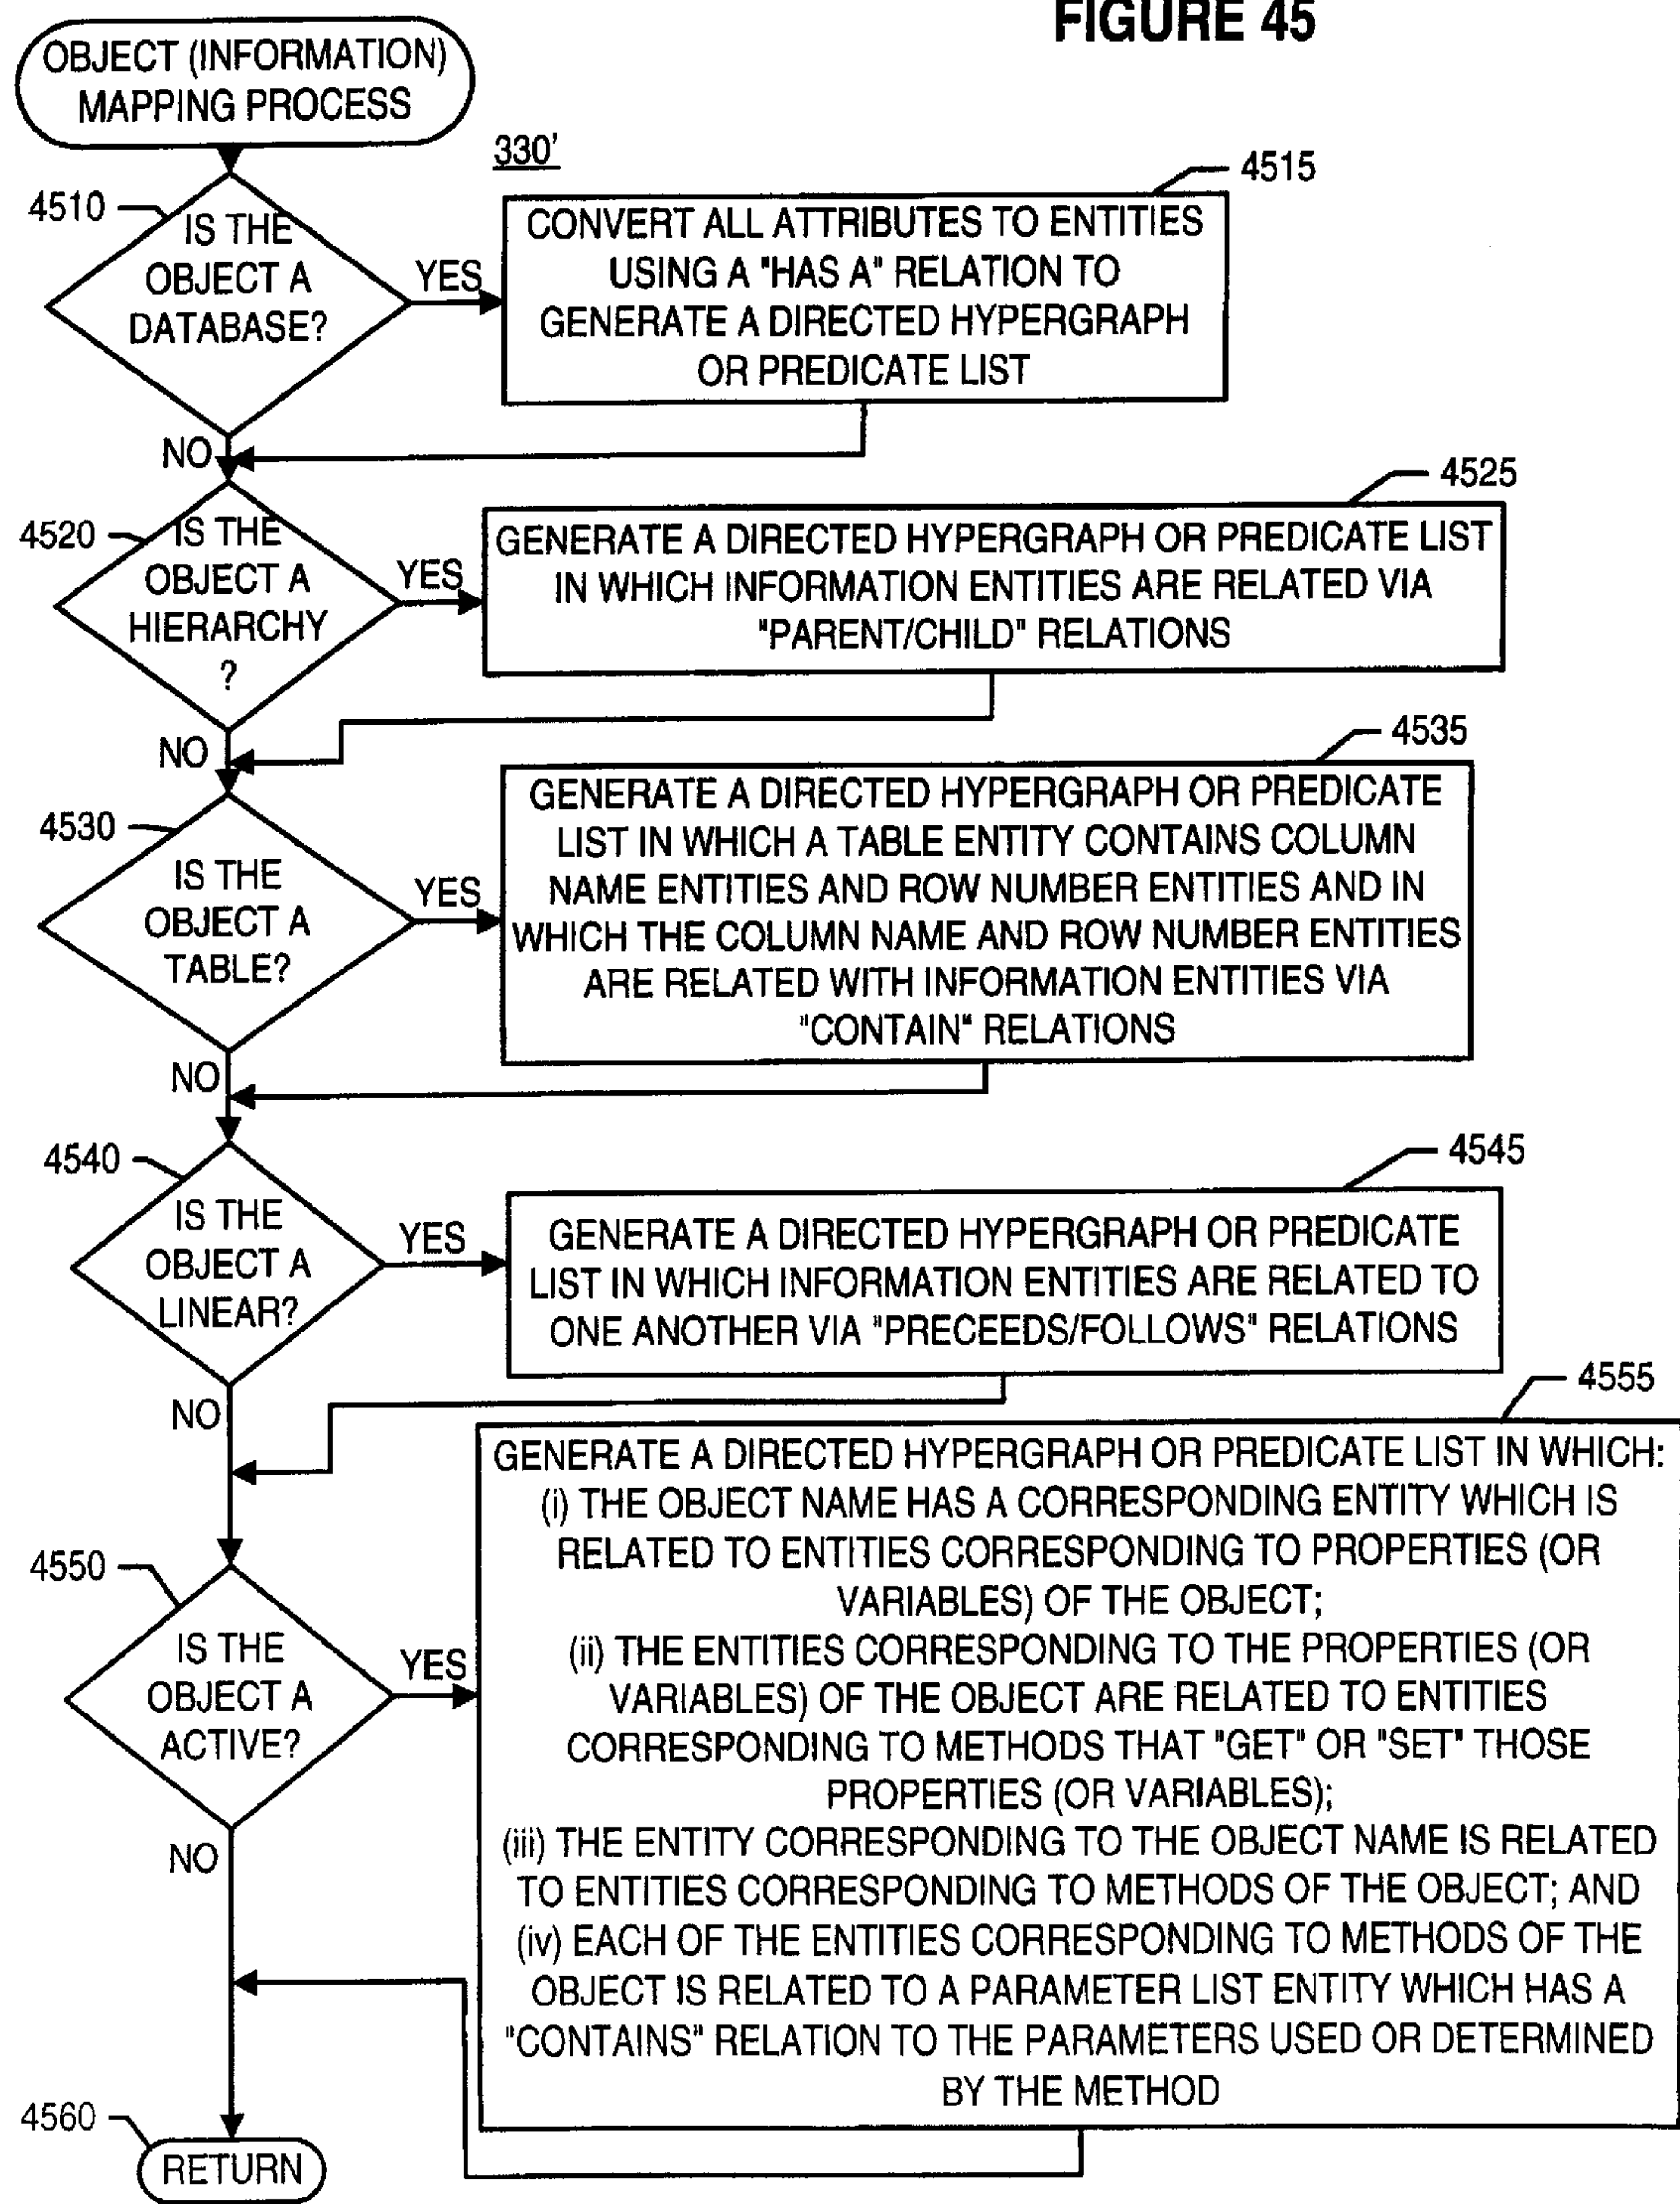 FIGURE 45
OBJECT (INFORMATION)
MAPPING PROCESS
330'
4510
IS THE
OBJECT A
DATABASE?
YES
4515
CONVERT ALL ATTRIBUTES TO ENTITIES
USING A "HAS A" RELATION TO
GENERATE A DIRECTED HYPERGRAPH
OR PREDICATE LIST
NO
4520
IS THE
OBJECT A
HIERARCHY
?
YES
4525
GENERATE A DIRECTED HYPERGRAPH OR PREDICATE LIST
IN WHICH INFORMATION ENTITIES ARE RELATED VIA
"PARENT/CHILD" RELATIONS
NO
4530
IS THE
OBJECT A
TABLE?
YES
4535
GENERATE A DIRECTED HYPERGRAPH OR PREDICATE
LIST IN WHICH A TABLE ENTITY CONTAINS COLUMN
NAME ENTITIES AND ROW NUMBER ENTITIES AND IN
WHICH THE COLUMN NAME AND ROW NUMBER ENTITIES
ARE RELATED WITH INFORMATION ENTITIES VIA
"CONTAIN" RELATIONS
NO
4540
IS THE
OBJECT A
LINEAR?
YES
4545
GENERATE A DIRECTED HYPERGRAPH OR PREDICATE
LIST IN WHICH INFORMATION ENTITIES ARE RELATED TO
ONE ANOTHER VIA "PRECEEDS/FOLLOWS" RELATIONS
NO
4550
IS THE
OBJECT A
ACTIVE?
YES
4555
GENERATE A DIRECTED HYPERGRAPH OR PREDICATE LIST IN WHICH:
(i) THE OBJECT NAME HAS A CORRESPONDING ENTITY WHICH IS
RELATED TO ENTITIES CORRESPONDING TO PROPERTIES (OR
VARIABLES) OF THE OBJECT;
(ii) THE ENTITIES CORRESPONDING TO THE PROPERTIES (OR
VARIABLES) OF THE OBJECT ARE RELATED TO ENTITIES
CORRESPONDING TO METHODS THAT "GET" OR "SET" THOSE
PROPERTIES (OR VARIABLES);
(iii) THE ENTITY CORRESPONDING TO THE OBJECT NAME IS RELATED
TO ENTITIES CORRESPONDING TO METHODS OF THE OBJECT; AND
(iv) EACH OF THE ENTITIES CORRESPONDING TO METHODS OF THE
OBJECT IS RELATED TO A PARAMETER LIST ENTITY WHICH HAS A
"CONTAINS" RELATION TO THE PARAMETERS USED OR DETERMINED
BY THE METHOD
NO
4560
RETURN